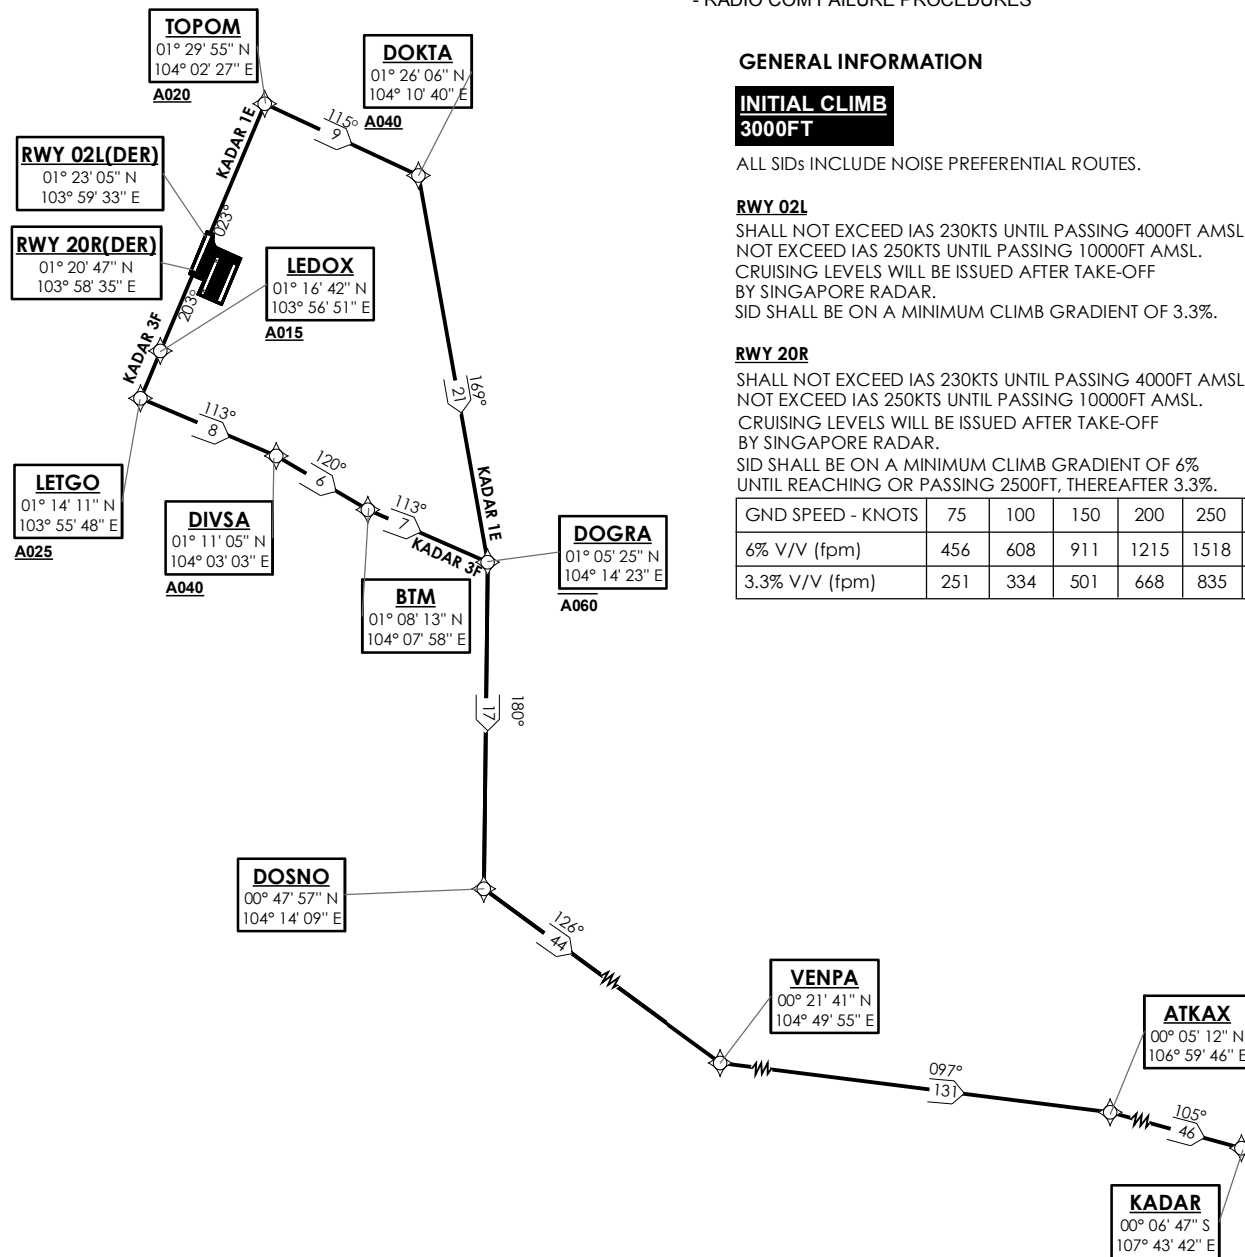 - RADIO COM FAILURE PROCEDURES
GENERAL INFORMATION
INITIAL CLIMB
3000FT
ALL SIDs INCLUDE NOISE PREFERENTIAL ROUTES.
RWY 02L
SHALL NOT EXCEED IAS 230KTS UNTIL PASSING 4000FT AMSL
NOT EXCEED IAS 250KTS UNTIL PASSING 10000FT AMSL.
CRUISING LEVELS WILL BE ISSUED AFTER TAKE-OFF
BY SINGAPORE RADAR.
SID SHALL BE ON A MINIMUM CLIMB GRADIENT OF 3.3%.
RWY 20R
SHALL NOT EXCEED IAS 230KTS UNTIL PASSING 4000FT AMSL
NOT EXCEED IAS 250KTS UNTIL PASSING 10000FT AMSL.
CRUISING LEVELS WILL BE ISSUED AFTER TAKE-OFF
BY SINGAPORE RADAR.
SID SHALL BE ON A MINIMUM CLIMB GRADIENT OF 6%
UNTIL REACHING OR PASSING 2500FT, THEREAFTER 3.3%.
GND SPEED - KNOTS 75 100 150 200 250
6% V/V (fpm) 456 608 911 1215 1518
3.3% V/V (fpm) 251 334 501 668 835
TOPOM
01° 29' 55" N
104° 02' 27" E
A020
DOKTA
01° 26' 06" N
104° 10' 40" E
A040
115°
9
KADAR 1E
RWY 02L(DER)
01° 23' 05" N
103° 59' 33" E
023°
RWY 20R(DER)
01° 20' 47" N
103° 58' 35" E
203°
LEDOX
01° 16' 42" N
103° 56' 51" E
A015
KADAR 3F
169°
21
KADAR 1E
113°
8
120°
6
113°
7
KADAR 3F
LETGO
01° 14' 11" N
103° 55' 48" E
A025
DIVSA
01° 11' 05" N
104° 03' 03" E
A040
BTM
01° 08' 13" N
104° 07' 58" E
DOGRA
01° 05' 25" N
104° 14' 23" E
A060
180°
17
DOSNO
00° 47' 57" N
104° 14' 09" E
126°
44
VENPA
00° 21' 41" N
104° 49' 55" E
097°
131
ATKAX
00° 05' 12" N
106° 59' 46" E
105°
46
KADAR
00° 06' 47" S
107° 43' 42" E